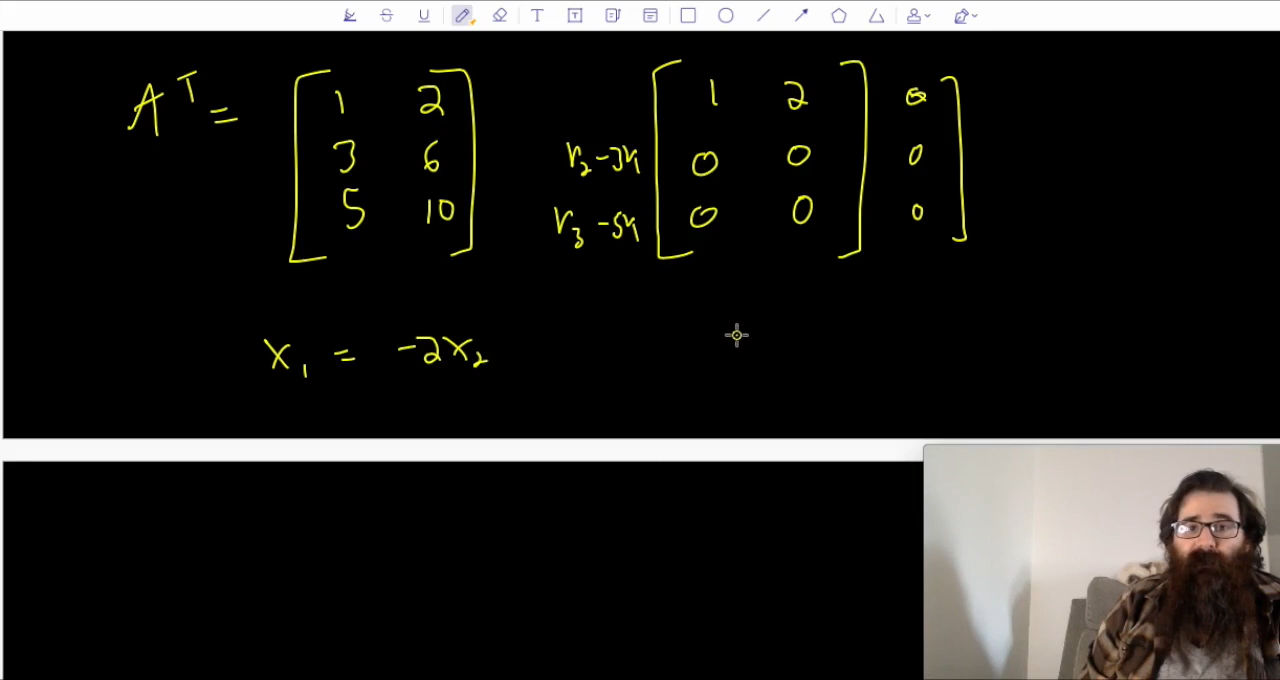 Aᵀ = [ 1 2 [ 1 2 ] 0 ]
3 6 r₂ -3r₁ 0 0 0
5 10 ] r₃ -5r₁ [ 0 0 ] 0 ]
x₁ = -2x₂